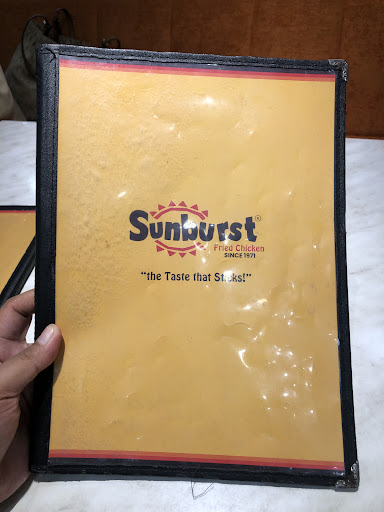 Sunburst®
Fried Chicken
SINCE 1971
"the Taste that Sticks!"